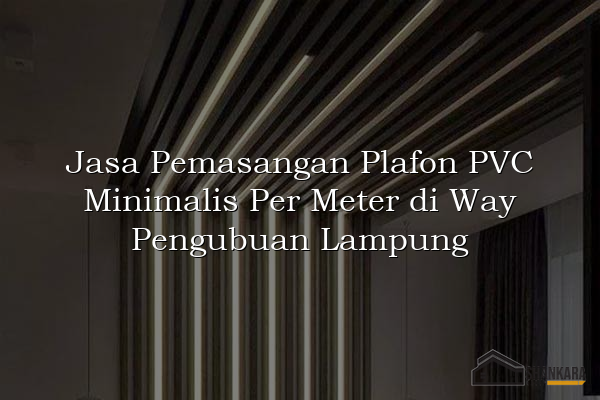 Jasa Pemasangan Plafon PVC
Minimalis Per Meter di Way
Pengubuan Lampung